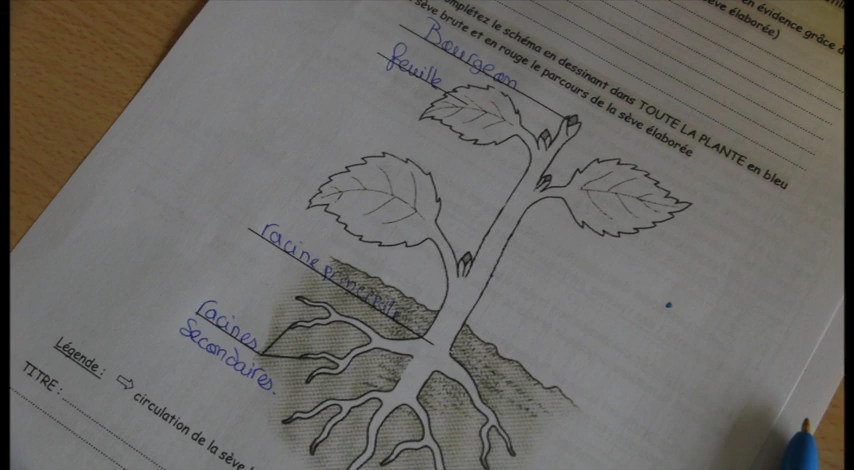 en évidence grâce
sève élaborée)
complétez le schéma en dessinant dans TOUTE LA PLANTE en bleu
sève brute et en rouge le parcours de la sève élaborée
Bourgeon
feuille
racine principale
racines
secondaires.
Légende :
circulation de la sève
TITRE :